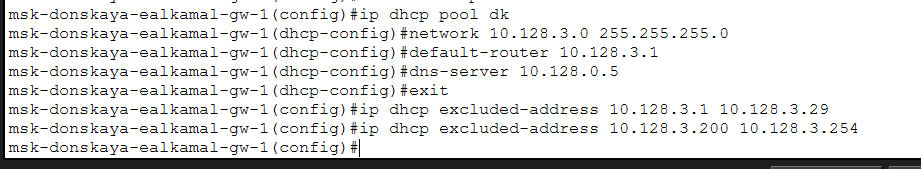 msk-donskaya-ealkamal-gw-1(config)#ip dhcp pool dk
msk-donskaya-ealkamal-gw-1(dhcp-config)#network 10.128.3.0 255.255.255.0
msk-donskaya-ealkamal-gw-1(dhcp-config)#default-router 10.128.3.1
msk-donskaya-ealkamal-gw-1(dhcp-config)#dns-server 10.128.0.5
msk-donskaya-ealkamal-gw-1(dhcp-config)#exit
msk-donskaya-ealkamal-gw-1(config)#ip dhcp excluded-address 10.128.3.1 10.128.3.29
msk-donskaya-ealkamal-gw-1(config)#ip dhcp excluded-address 10.128.3.200 10.128.3.254
msk-donskaya-ealkamal-gw-1(config)#